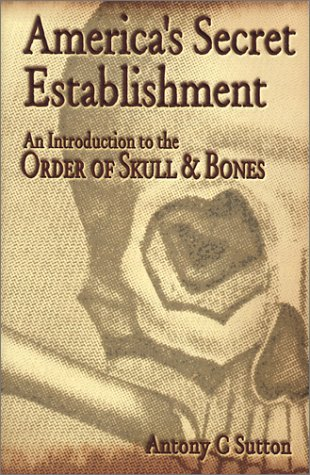 America's Secret
Establishment
An Introduction to the
ORDER OF SKULL & BONES
Antony C Sutton